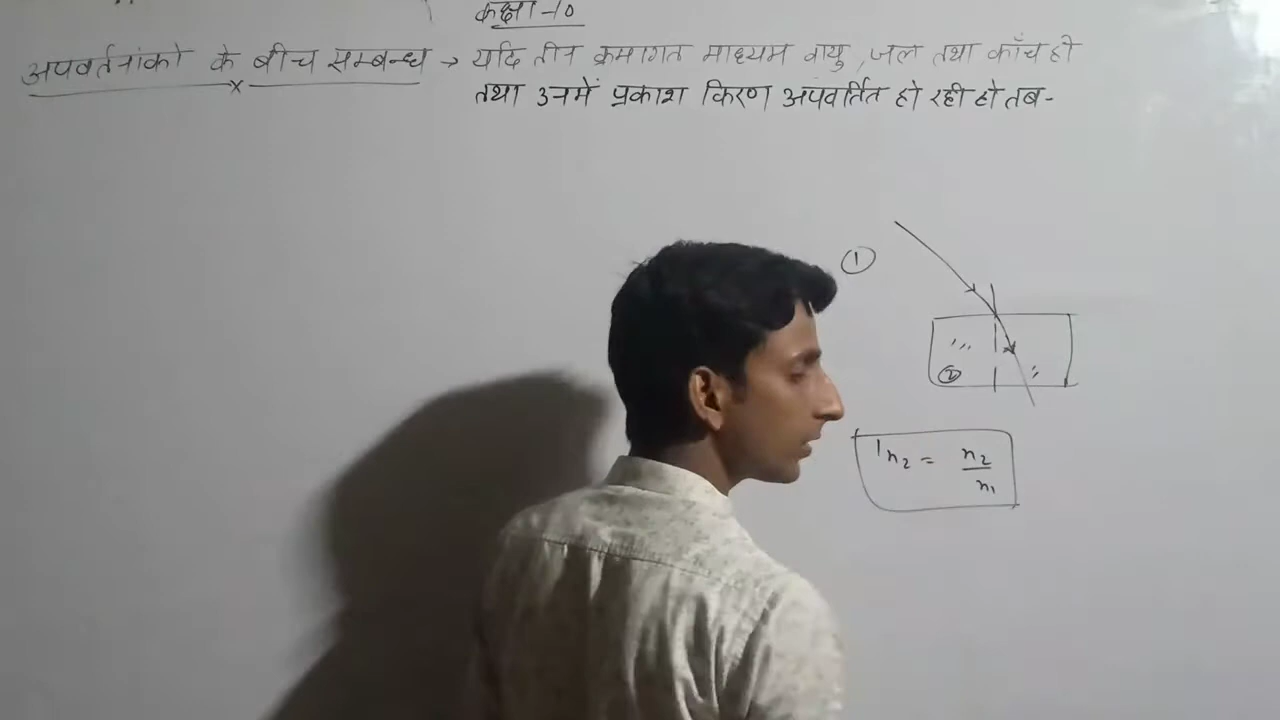 कक्षा-10
अपवर्तनांको के बीच सम्बन्ध → यदि तीन क्रमागत माध्यम वायु, जल तथा काँच हो
तथा उनमें प्रकाश किरण अपवर्तित हो रही हो तब-
①
②
¹n₂ = n₂/n₁